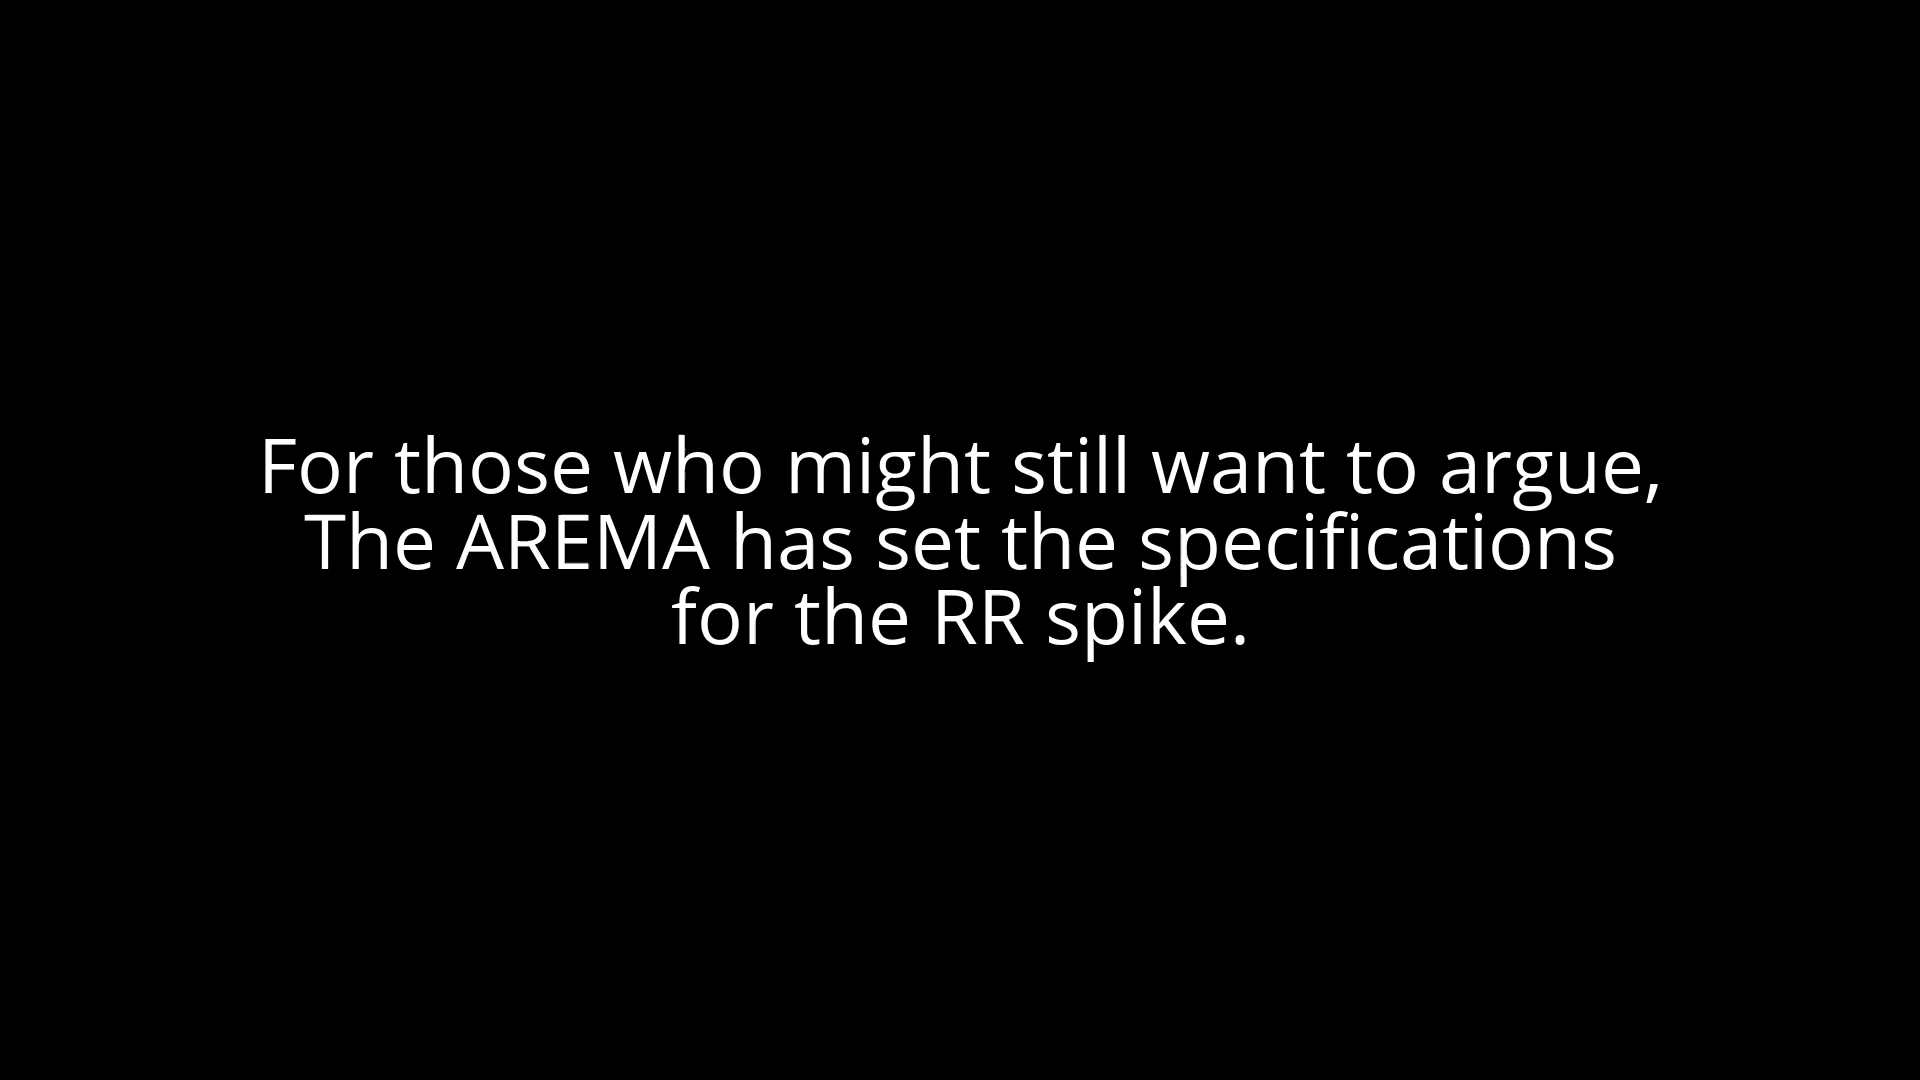 For those who might still want to argue,
The AREMA has set the specifications
for the RR spike.